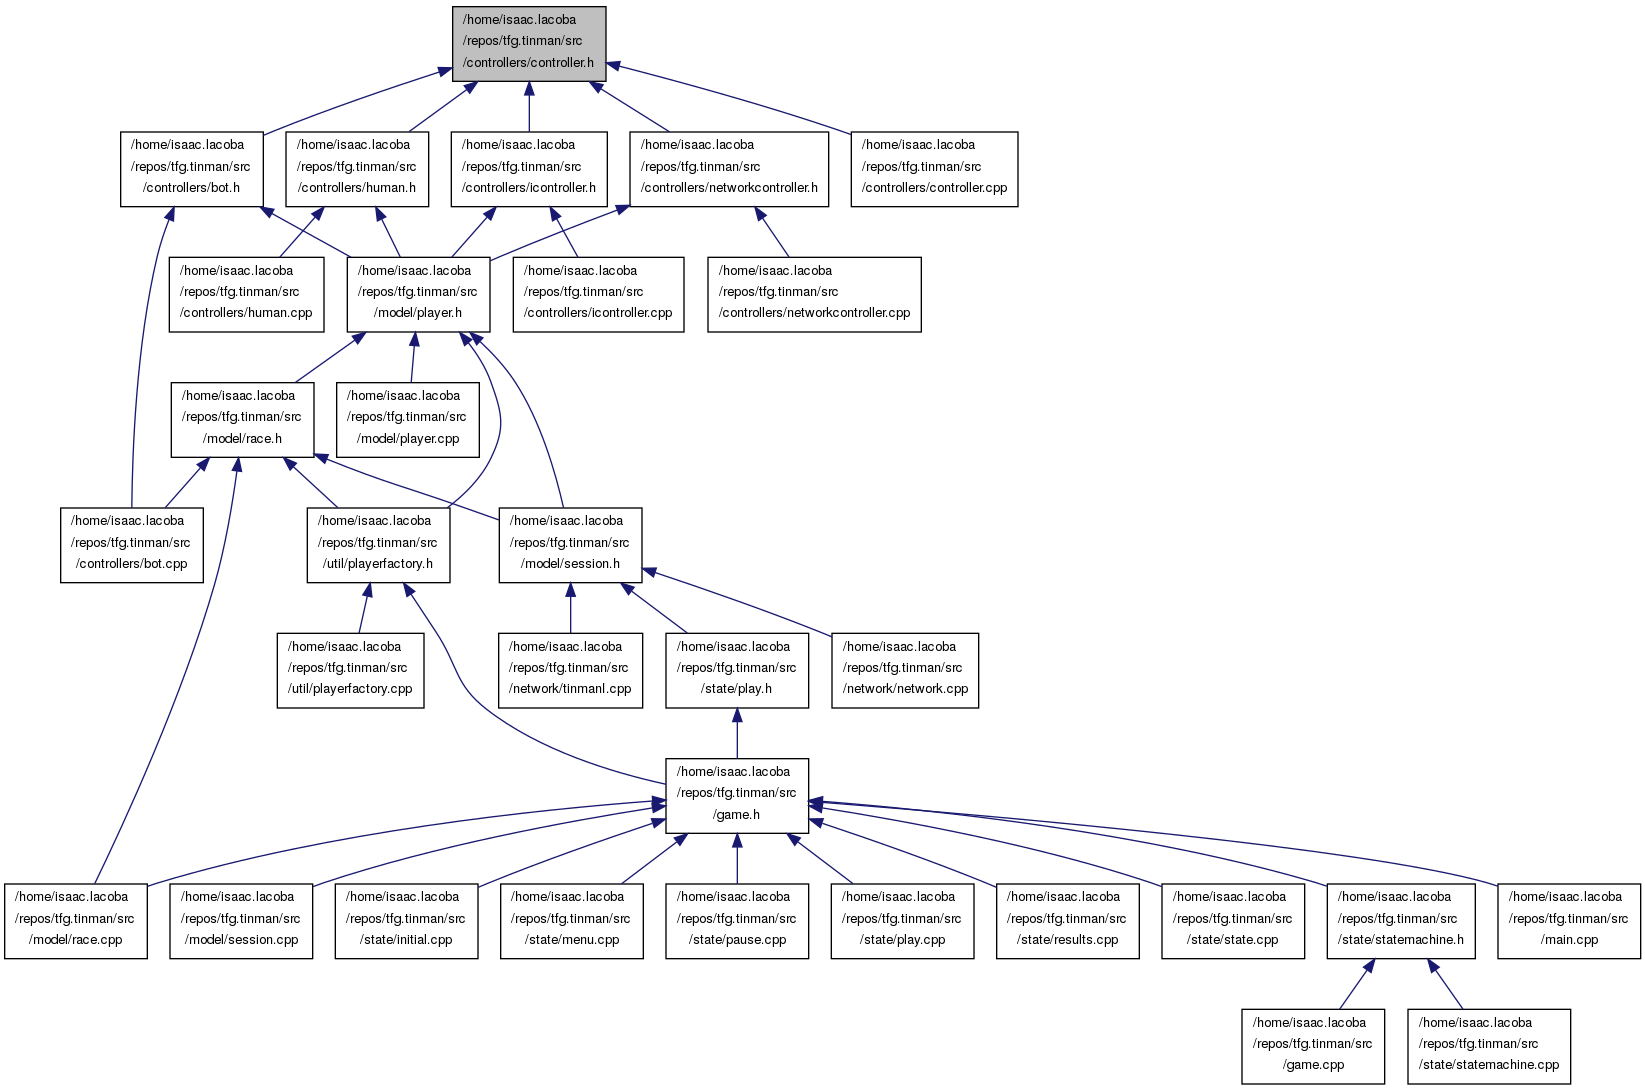 /home/isaac.lacoba
/repos/tfg.tinman/src
/controllers/controller.h
/home/isaac.lacoba
/repos/tfg.tinman/src
/controllers/bot.h
/home/isaac.lacoba
/repos/tfg.tinman/src
/controllers/human.h
/home/isaac.lacoba
/repos/tfg.tinman/src
/controllers/icontroller.h
/home/isaac.lacoba
/repos/tfg.tinman/src
/controllers/networkcontroller.h
/home/isaac.lacoba
/repos/tfg.tinman/src
/controllers/controller.cpp
/home/isaac.lacoba
/repos/tfg.tinman/src
/controllers/human.cpp
/home/isaac.lacoba
/repos/tfg.tinman/src
/model/player.h
/home/isaac.lacoba
/repos/tfg.tinman/src
/controllers/icontroller.cpp
/home/isaac.lacoba
/repos/tfg.tinman/src
/controllers/networkcontroller.cpp
/home/isaac.lacoba
/repos/tfg.tinman/src
/model/race.h
/home/isaac.lacoba
/repos/tfg.tinman/src
/model/player.cpp
/home/isaac.lacoba
/repos/tfg.tinman/src
/controllers/bot.cpp
/home/isaac.lacoba
/repos/tfg.tinman/src
/util/playerfactory.h
/home/isaac.lacoba
/repos/tfg.tinman/src
/model/session.h
/home/isaac.lacoba
/repos/tfg.tinman/src
/util/playerfactory.cpp
/home/isaac.lacoba
/repos/tfg.tinman/src
/network/tinmanI.cpp
/home/isaac.lacoba
/repos/tfg.tinman/src
/state/play.h
/home/isaac.lacoba
/repos/tfg.tinman/src
/network/network.cpp
/home/isaac.lacoba
/repos/tfg.tinman/src
/game.h
/home/isaac.lacoba
/repos/tfg.tinman/src
/model/race.cpp
/home/isaac.lacoba
/repos/tfg.tinman/src
/model/session.cpp
/home/isaac.lacoba
/repos/tfg.tinman/src
/state/initial.cpp
/home/isaac.lacoba
/repos/tfg.tinman/src
/state/menu.cpp
/home/isaac.lacoba
/repos/tfg.tinman/src
/state/pause.cpp
/home/isaac.lacoba
/repos/tfg.tinman/src
/state/play.cpp
/home/isaac.lacoba
/repos/tfg.tinman/src
/state/results.cpp
/home/isaac.lacoba
/repos/tfg.tinman/src
/state/state.cpp
/home/isaac.lacoba
/repos/tfg.tinman/src
/state/statemachine.h
/home/isaac.lacoba
/repos/tfg.tinman/src
/main.cpp
/home/isaac.lacoba
/repos/tfg.tinman/src
/game.cpp
/home/isaac.lacoba
/repos/tfg.tinman/src
/state/statemachine.cpp